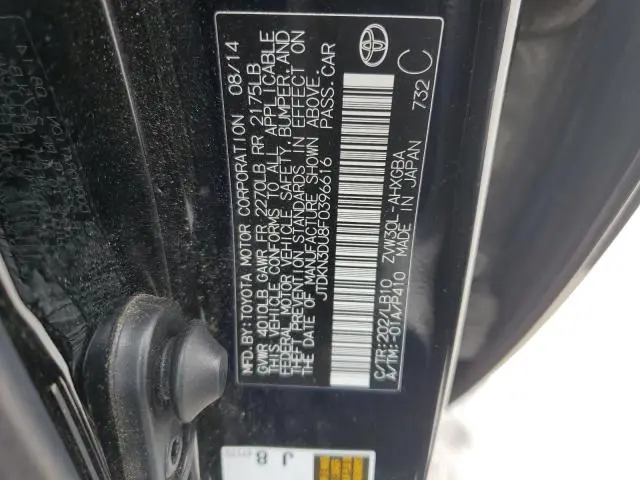 MFD.BY:TOYOTA MOTOR CORPORATION 08/14
GVWR 4010LB GAWR FR 2270LB RR 2175LB
THIS VEHICLE CONFORMS TO ALL APPLICABLE
FEDERAL MOTOR VEHICLE SAFETY, BUMPER, AND
THEFT PREVENTION STANDARDS IN EFFECT ON
THE DATE OF MANUFACTURE SHOWN ABOVE.
JTDKN3DU8F0396616 PASS.CAR
C/TR:202/LB10 ZVW30L-AHXGBA
A/TM:-01A/P410 MADE IN JAPAN
732 C
J 8